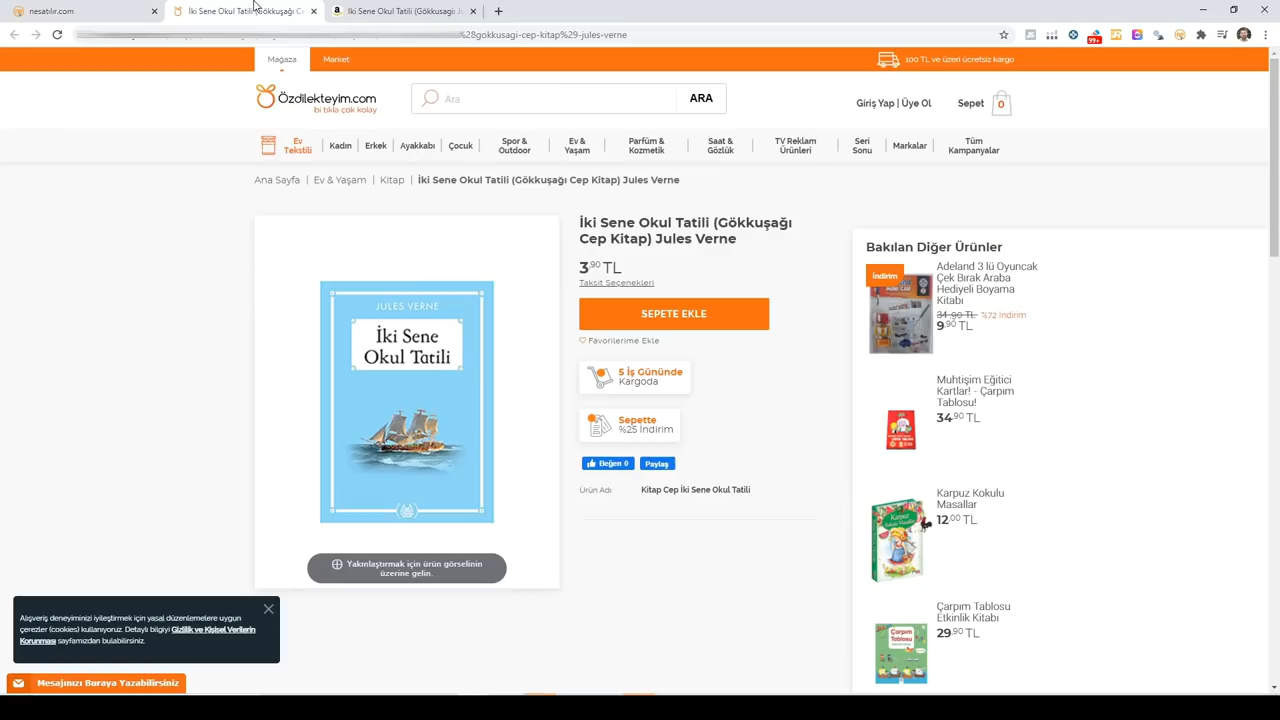 nesatilır.com
İki Sene Okul Tatili (Gökkuşağı Ce
İki Sene Okul Tatili (Gökkusagi: Ju
%28gokkusagi-cep-kitap%29-jules-verne
99+
Mağaza
Market
100 TL ve üzeri ücretsiz kargo
Özdilekteyim.com
bi tıkla çok kolay
Ara
ARA
Giriş Yap | Üye Ol
Sepet
0
Ev Tekstili
Kadın
Erkek
Ayakkabı
Çocuk
Spor & Outdoor
Ev & Yaşam
Parfüm & Kozmetik
Saat & Gözlük
TV Reklam Ürünleri
Seri Sonu
Markalar
Tüm Kampanyalar
Ana Sayfa | Ev & Yaşam | Kitap | İki Sene Okul Tatili (Gökkuşağı Cep Kitap) Jules Verne
JULES VERNE
İki Sene
Okul Tatili
Yakınlaştırmak için ürün görselinin
üzerine gelin.
İki Sene Okul Tatili (Gökkuşağı
Cep Kitap) Jules Verne
3,90 TL
Taksit Seçenekleri
SEPETE EKLE
Favorilerime Ekle
5 İş Gününde
Kargoda
Sepette
%25 İndirim
Beğen 0
Paylaş
Ürün Adı: Kitap Cep İki Sene Okul Tatili
Bakılan Diğer Ürünler
İndirim
Adeland 3 lü Oyuncak
Çek Bırak Araba
Hediyeli Boyama
Kitabı
34,90 TL %72 İndirim
9,90 TL
Muhtişim Eğitici
Kartlar! - Çarpım
Tablosu!
34,90 TL
Karpuz Kokulu
Masallar
12,00 TL
Karpuz
Çarpım Tablosu
Etkinlik Kitabı
29,90 TL
Çarpım
Tablosu
Alışveriş deneyiminizi iyileştirmek için yasal düzenlemelere uygun
çerezler (cookies) kullanıyoruz. Detaylı bilgiyi Gizlilik ve Kişisel Verilerin
Korunması sayfamızdan bulabilirsiniz.
Mesajınızı Buraya Yazabilirsiniz